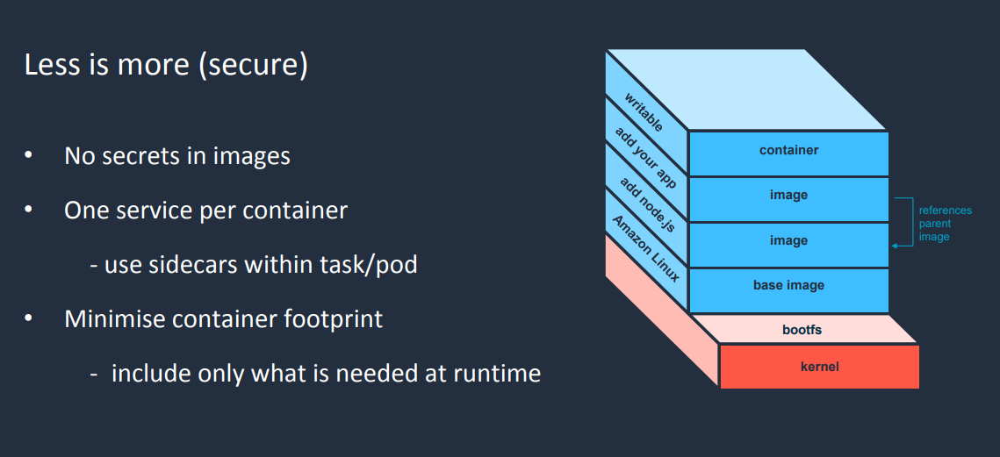 Less is more (secure)
• No secrets in images
• One service per container
- use sidecars within task/pod
• Minimise container footprint
- include only what is needed at runtime
writable
add your app
add node.js
Amazon Linux
container
image
image
base image
bootfs
kernel
references
parent
image